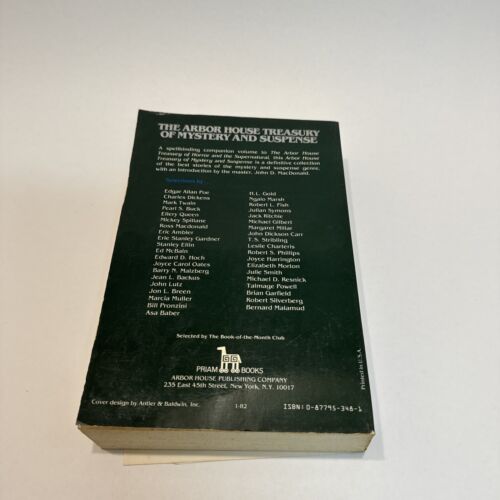 THE ARBOR HOUSE TREASURY
OF MYSTERY AND SUSPENSE
A spellbinding companion volume to The Arbor House
Treasury of Horror and the Supernatural, this Arbor House
Treasury of Mystery and Suspense is a definitive collection
of the best stories of the mystery and suspense genre,
with an introduction by the master, John D. MacDonald.
Selections by
Edgar Allan Poe
Charles Dickens
Mark Twain
Pearl S. Buck
Ellery Queen
Mickey Spillane
Ross Macdonald
Eric Ambler
Erle Stanley Gardner
Stanley Ellin
Ed McBain
Edward D. Hoch
Joyce Carol Oates
Barry N. Malzberg
Jean L. Backus
John Lutz
Jon L. Breen
Marcia Muller
Bill Pronzini
Asa Baber
H.L. Gold
Ngaio Marsh
Robert L. Fish
Julian Symons
Jack Ritchie
Michael Gilbert
Margaret Millar
John Dickson Carr
T.S. Stribling
Leslie Charteris
Robert S. Phillips
Joyce Harrington
Elizabeth Morton
Julie Smith
Michael D. Resnick
Talmage Powell
Brian Garfield
Robert Silverberg
Bernard Malamud
Selected by The Book-of-the-Month Club
PRIAM BOOKS
ARBOR HOUSE PUBLISHING COMPANY
235 East 45th Street, New York, N.Y. 10017
Cover design by Antler & Baldwin, Inc.
1-82
ISBN: 0-87795-348-1
Printed in U.S.A.